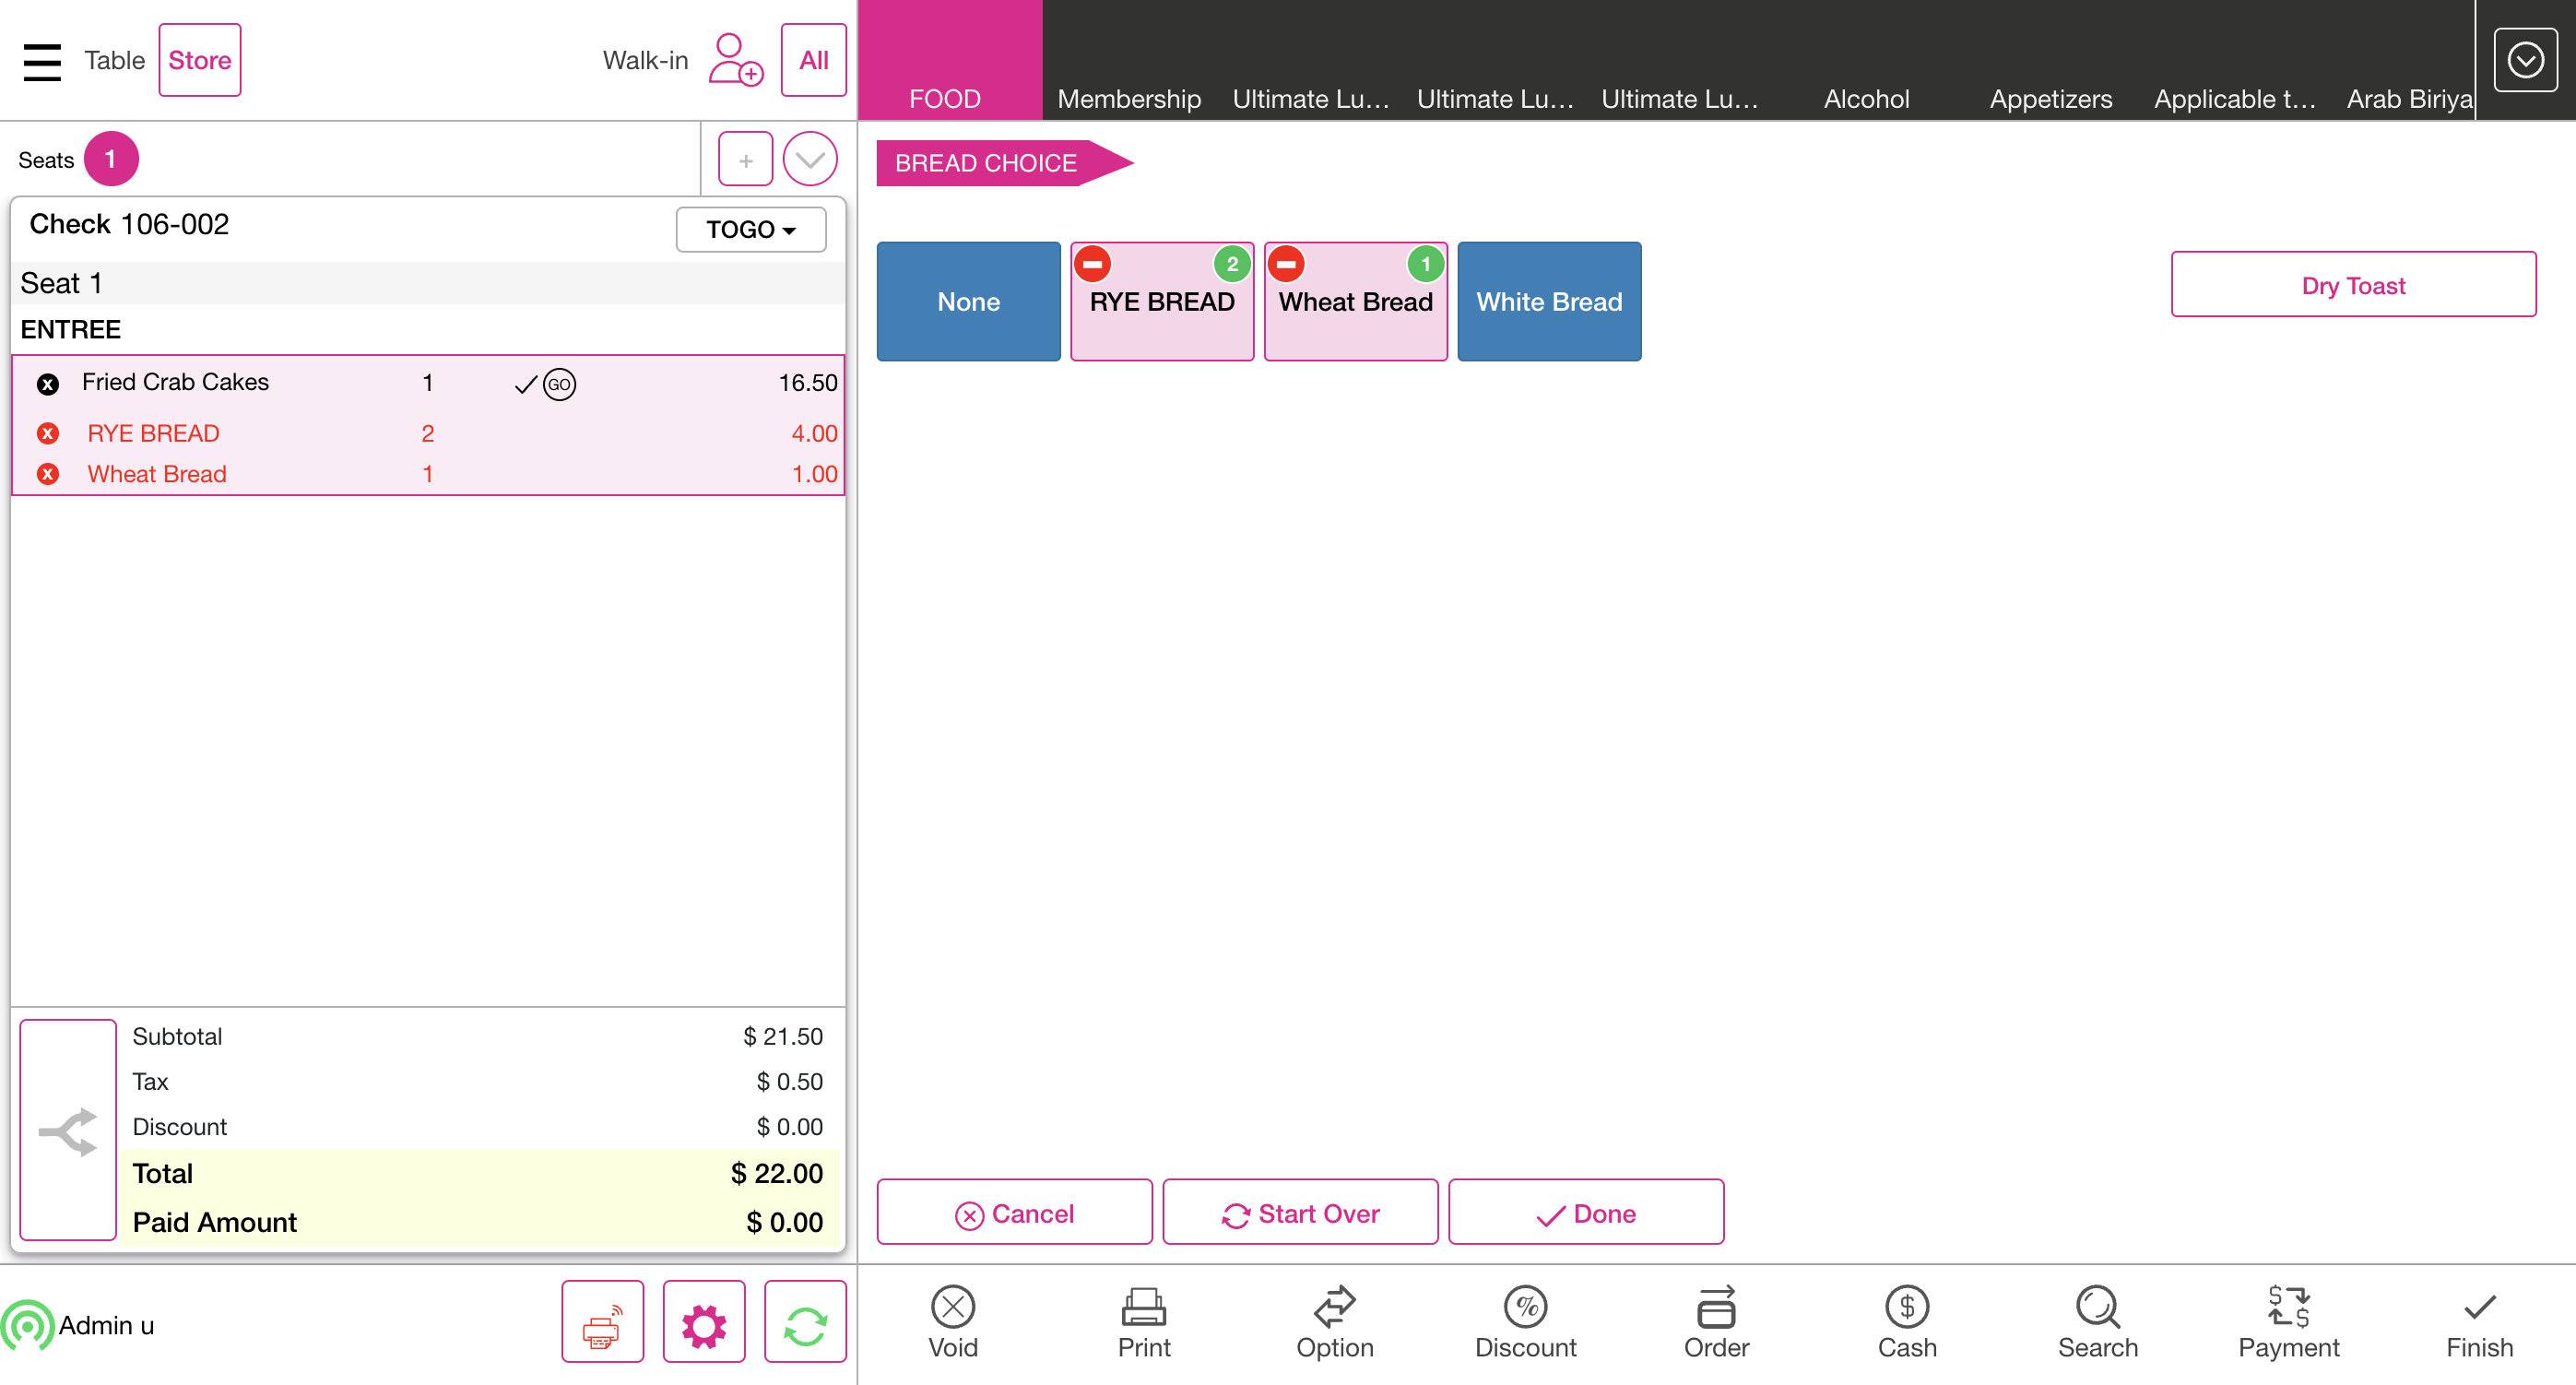 Table Store Walk-in All
FOOD Membership Ultimate Lu... Ultimate Lu... Ultimate Lu... Alcohol Appetizers Applicable t... Arab Biriya
Seats 1 +
Check 106-002 TOGO
Seat 1
ENTREE
x Fried Crab Cakes 1 GO 16.50
x RYE BREAD 2 4.00
x Wheat Bread 1 1.00
Subtotal $ 21.50
Tax $ 0.50
Discount $ 0.00
Total $ 22.00
Paid Amount $ 0.00
Admin u
BREAD CHOICE
None
2
RYE BREAD
1
Wheat Bread
White Bread
Dry Toast
Cancel Start Over Done
Void Print Option Discount Order Cash Search Payment Finish